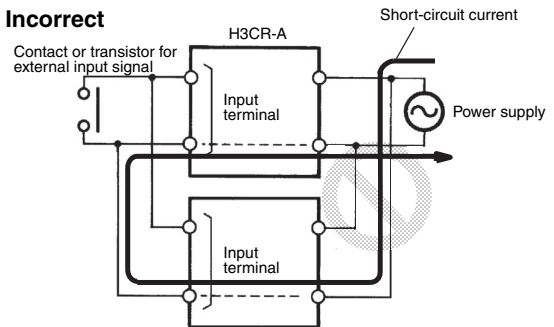 Incorrect
Short-circuit current
H3CR-A
Contact or transistor for
external input signal
Input
terminal
Power supply
Input
terminal